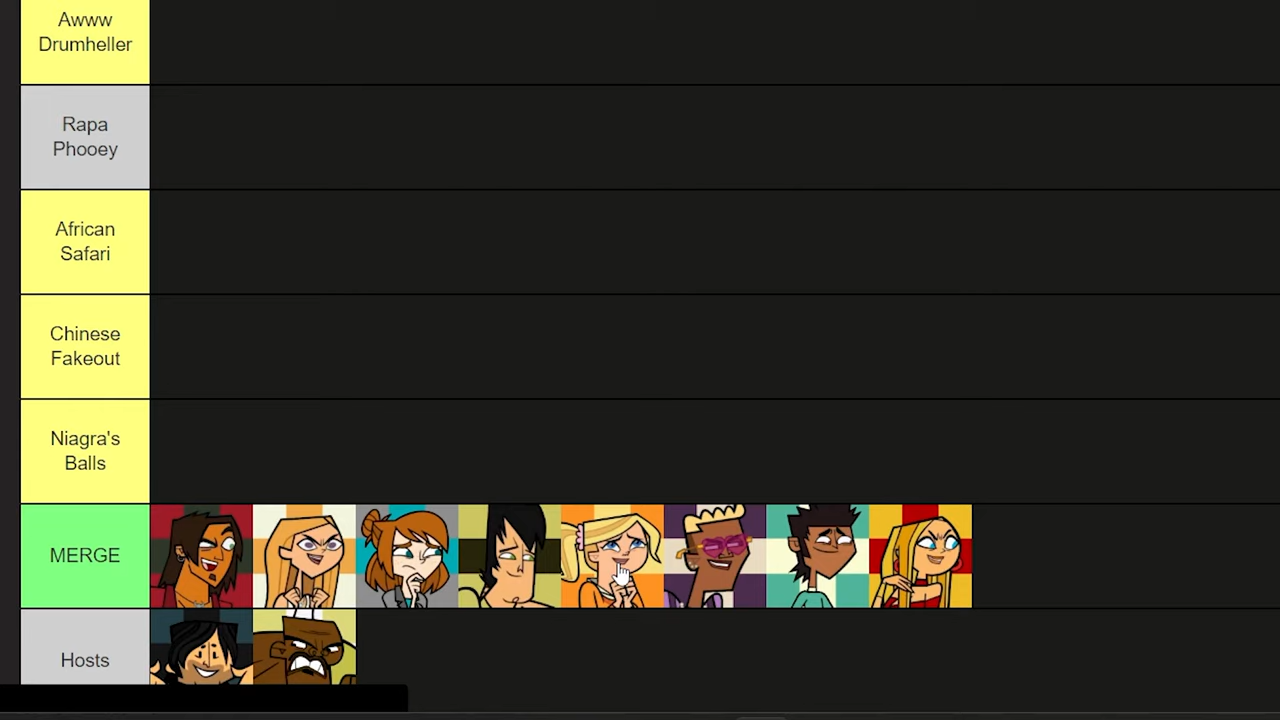 Awww
Drumheller
Rapa
Phooey
African
Safari
Chinese
Fakeout
Niagra's
Balls
MERGE
Hosts